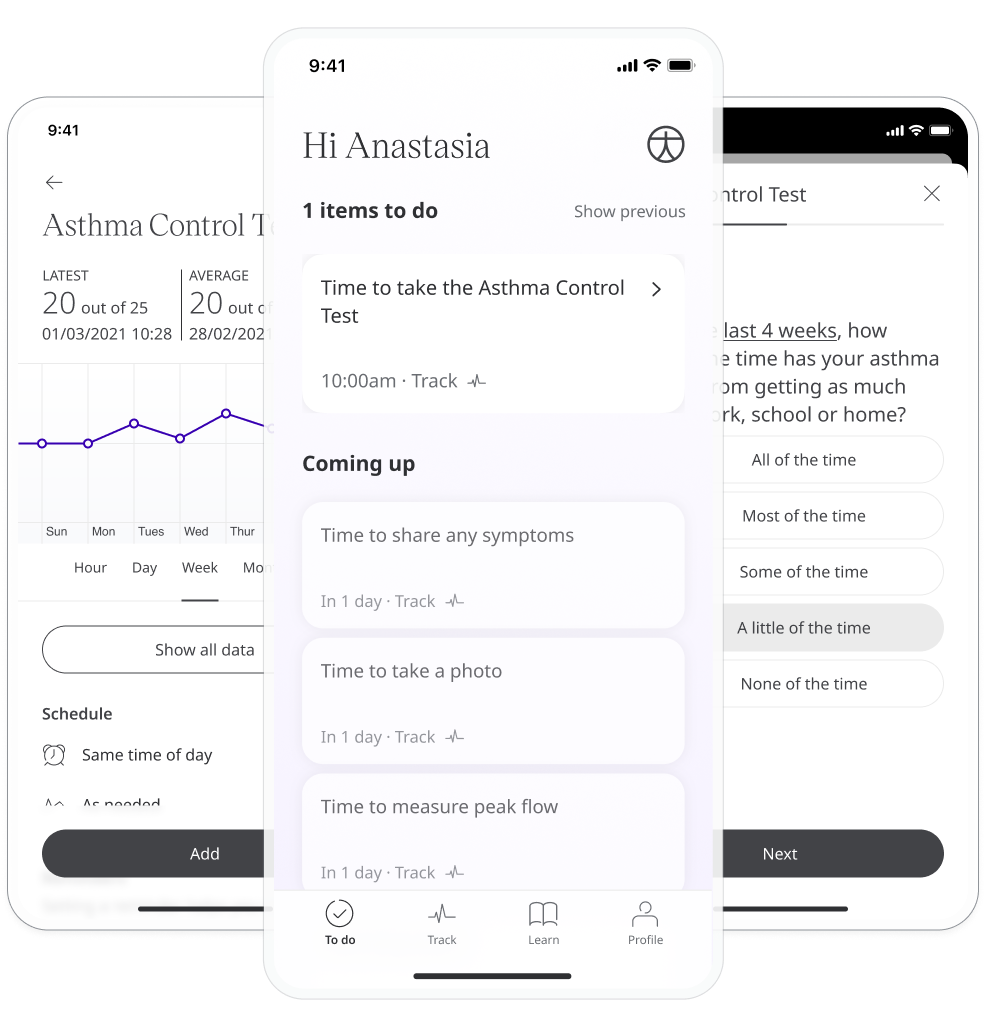 9:41
Asthma Control Te
LATEST
20 out of 25
01/03/2021 10:28
AVERAGE
20 out of
28/02/2021
Sun Mon Tues Wed Thur
Hour Day Week Mon
Show all data
Schedule
Same time of day
As needed
Add
9:41
Hi Anastasia
1 items to do
Show previous
Time to take the Asthma Control
Test
10:00am · Track
Coming up
Time to share any symptoms
In 1 day · Track
Time to take a photo
In 1 day · Track
Time to measure peak flow
In 1 day · Track
To do
Track
Learn
Profile
ontrol Test
last 4 weeks, how
e time has your asthma
om getting as much
rk, school or home?
All of the time
Most of the time
Some of the time
A little of the time
None of the time
Next